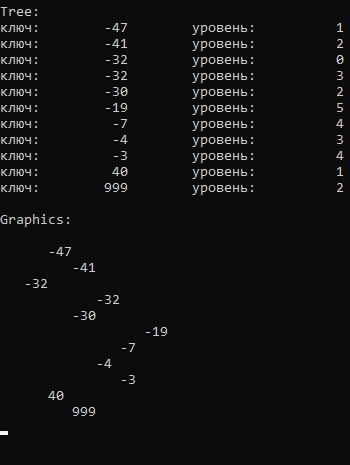 Tree:
ключ: -47 уровень: 1
ключ: -41 уровень: 2
ключ: -32 уровень: 0
ключ: -32 уровень: 3
ключ: -30 уровень: 2
ключ: -19 уровень: 5
ключ: -7 уровень: 4
ключ: -4 уровень: 3
ключ: -3 уровень: 4
ключ: 40 уровень: 1
ключ: 999 уровень: 2
Graphics:
-47
-41
-32
-32
-30
-19
-7
-4
-3
40
999